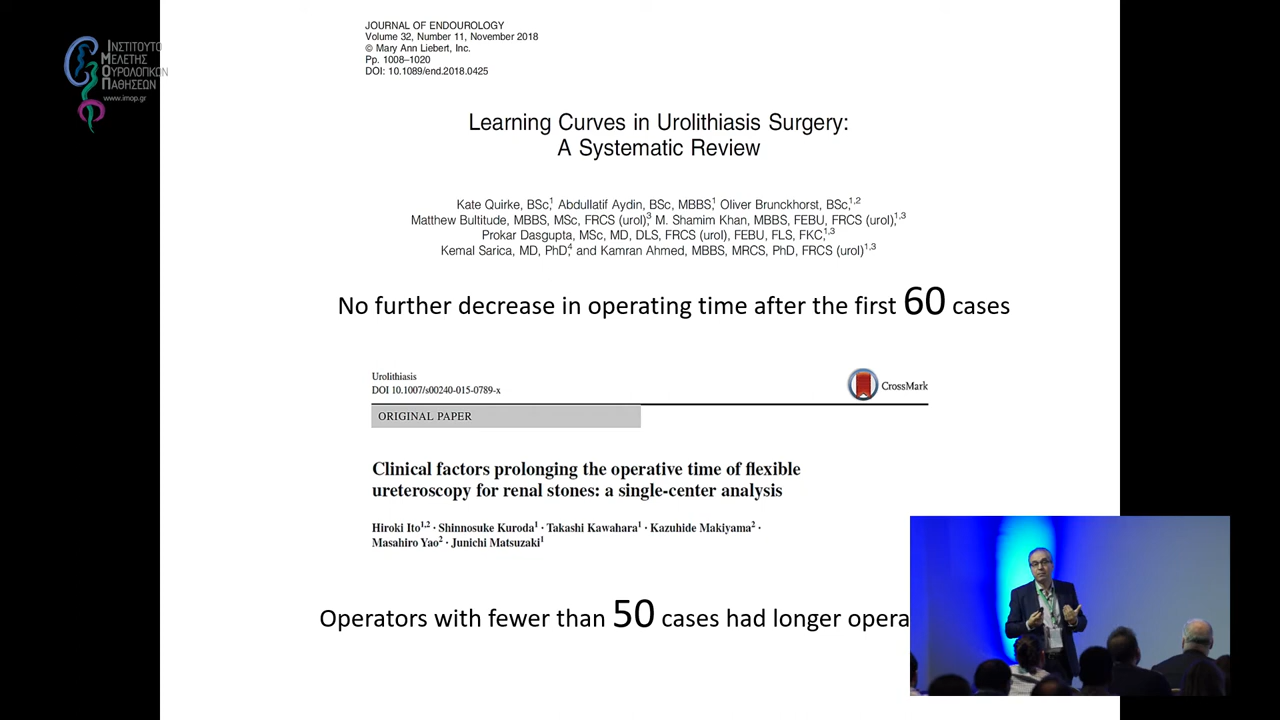 ΙΝΣΤΙΤΟΥΤΟ
ΜΕΛΕΤΗΣ
ΟΥΡΟΛΟΓΙΚΩΝ
ΠΑΘΗΣΕΩΝ
www.imop.gr
JOURNAL OF ENDOUROLOGY
Volume 32, Number 11, November 2018
© Mary Ann Liebert, Inc.
Pp. 1008–1020
DOI: 10.1089/end.2018.0425
Learning Curves in Urolithiasis Surgery:
A Systematic Review
Kate Quirke, BSc,1 Abdullatif Aydin, BSc, MBBS,1 Oliver Brunckhorst, BSc,1,2
Matthew Bultitude, MBBS, MSc, FRCS (urol),3 M. Shamim Khan, MBBS, FEBU, FRCS (urol),1,3
Prokar Dasgupta, MSc, MD, DLS, FRCS (urol), FEBU, FLS, FKC,1,3
Kemal Sarica, MD, PhD,4 and Kamran Ahmed, MBBS, MRCS, PhD, FRCS (urol)1,3
No further decrease in operating time after the first 60 cases
Urolithiasis
DOI 10.1007/s00240-015-0789-x
CrossMark
ORIGINAL PAPER
Clinical factors prolonging the operative time of flexible
ureteroscopy for renal stones: a single-center analysis
Hiroki Ito1,2 · Shinnosuke Kuroda1 · Takashi Kawahara1 · Kazuhide Makiyama2 ·
Masahiro Yao2 · Junichi Matsuzaki1
Operators with fewer than 50 cases had longer opera